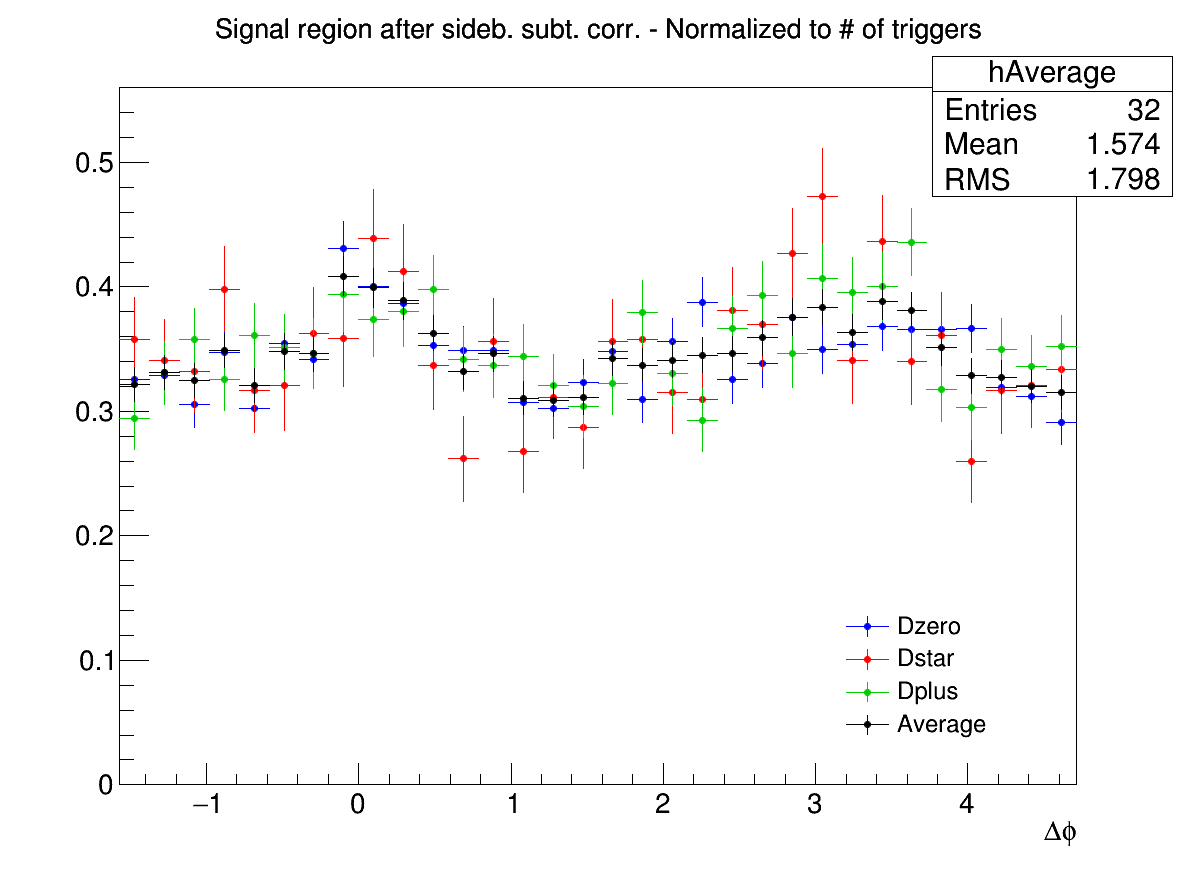 Signal region after sideb. subt. corr. - Normalized to # of triggers
hAverage
Entries 32
Mean 1.574
RMS 1.798
0.5
0.4
0.3
0.2
0.1
0
−1 0 1 2 3 4
Δϕ
Dzero
Dstar
Dplus
Average